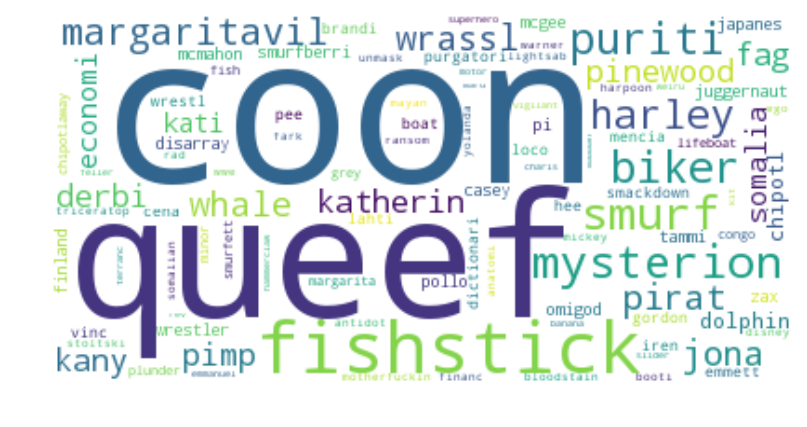 superhero
margaritavil
brandi
wrassl
mcgee
puriti
japanes
mcmahon
smurfberri
unmask
purgatori
warner
lightsab
fag
economi
fish
coon
motor
pinewood
chipotlamay
wrestl
kati
pee
mayan
vigilant
harpoon
juggernaut
disarray
fark
boat
ransom
yolanda
pi
harley
somalia
rad
loco
mencia
lifeboat
biker
chipotl
www
grey
charis
derbi
whale
katherin
casey
smackdown
triceratop
cena
lahti
hee
smurf
queef
mickey
tammi
congo
finland
terranc
somalian
minor
smurfett
dictionari
anatomi
mysterion
margarita
pollo
pirat
zax
omigod
gordon
dolphin
vinc
wrestler
antidot
banana
disney
stoitski
fishstick
iren
jona
kany
pimp
slider
plunder
emmanuel
motherfuckin
financ
bloodstain
booti
emmett